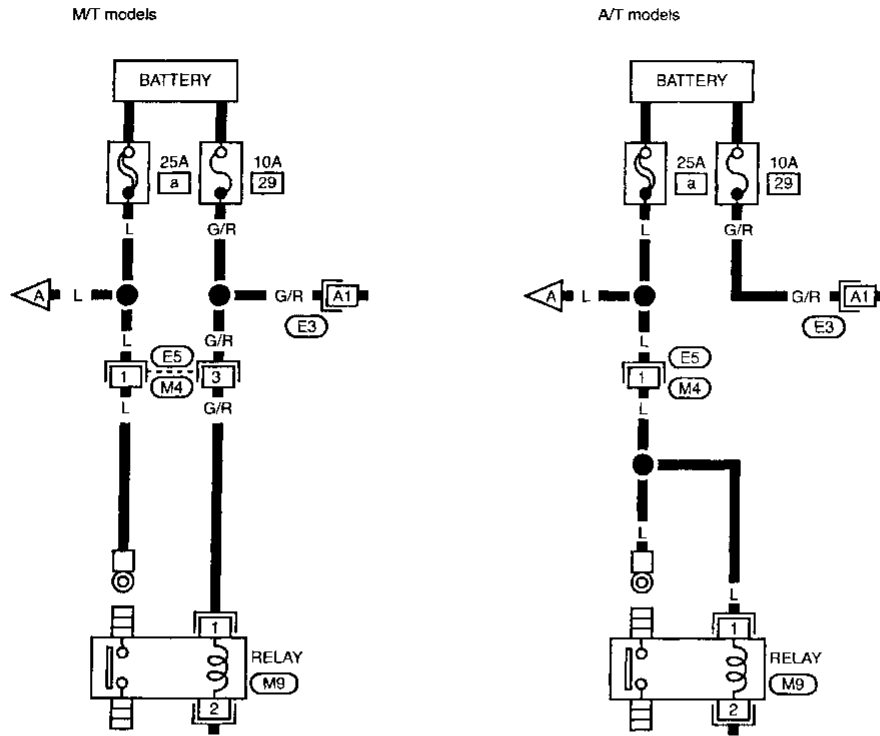 M/T models
BATTERY
25A
a
10A
29
L
G/R
A
L
G/R
A1
E3
L
G/R
E5
1
3
M4
L
G/R
1
RELAY
M9
2
A/T models
BATTERY
25A
a
10A
29
L
G/R
A
L
G/R
A1
E3
L
E5
1
M4
L
L
L
1
RELAY
M9
2